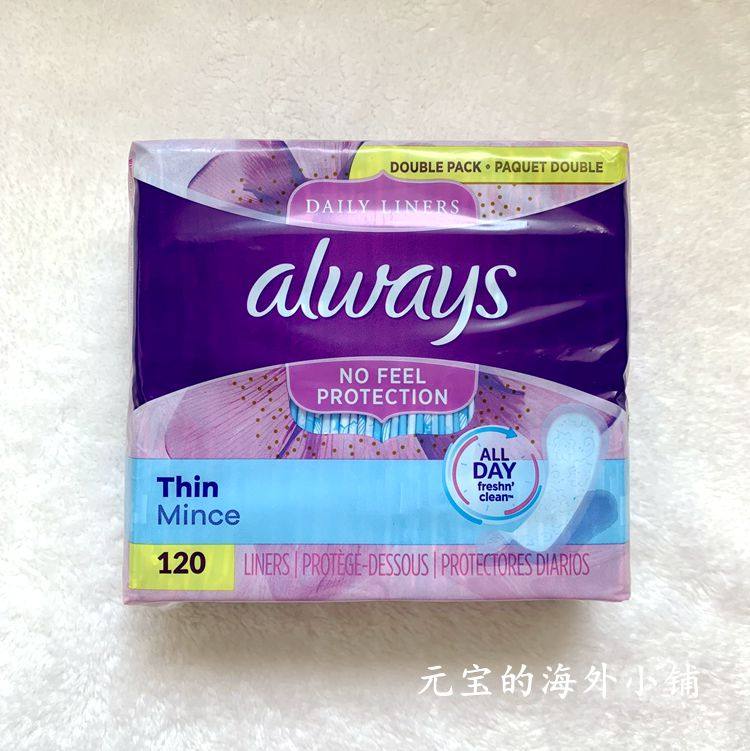 DOUBLE PACK • PAQUET DOUBLE
DAILY LINERS
always
NO FEEL
PROTECTION
ALL
DAY
freshn'
clean™
Thin
Mince
120 LINERS | PROTÈGE-DESSOUS | PROTECTORES DIARIOS
元宝的海外小铺